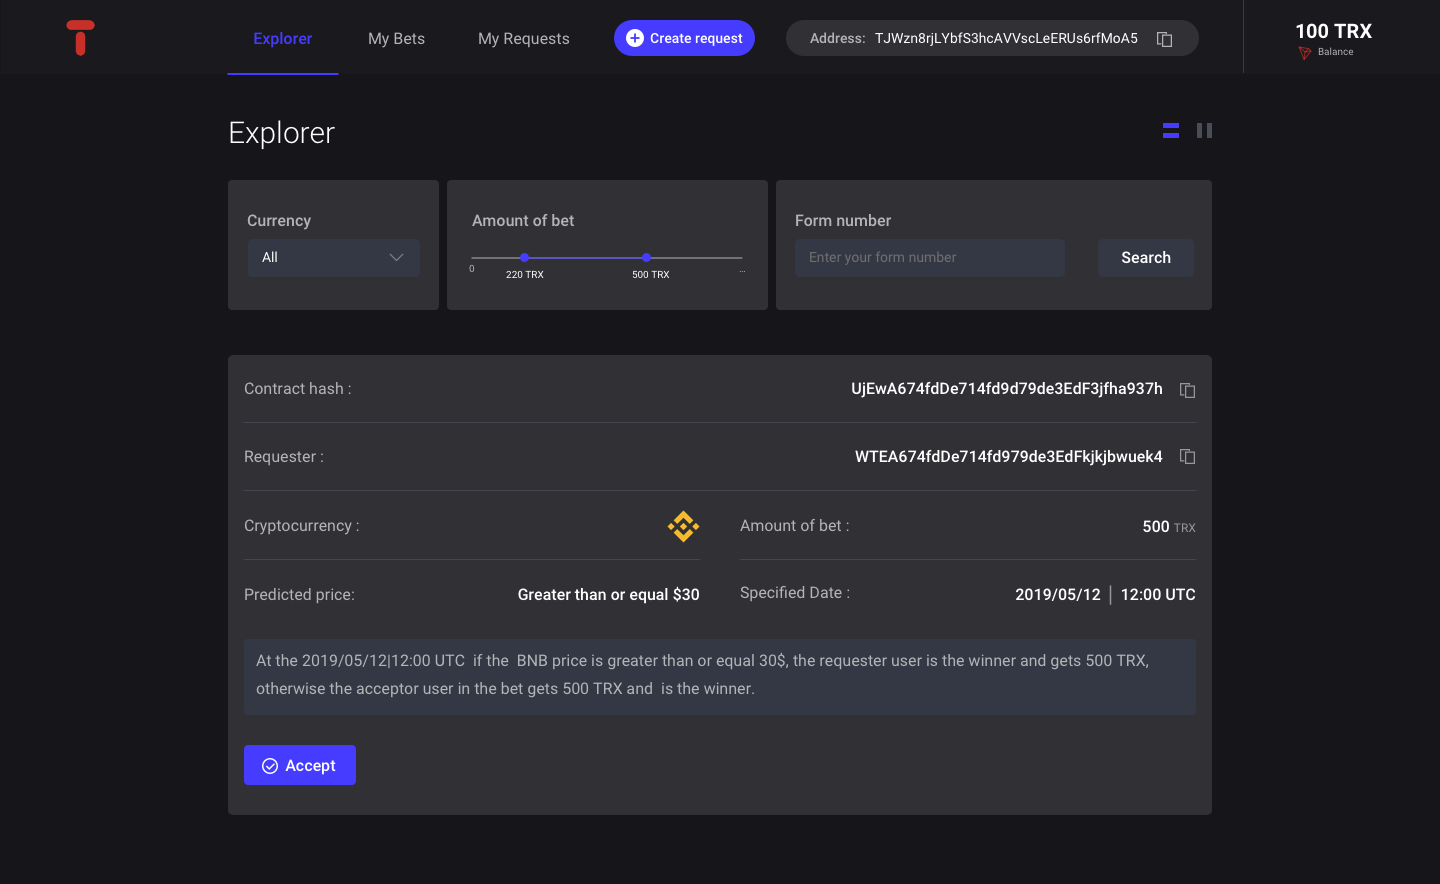 Explorer
My Bets
My Requests
Create request
Address: TJWzn8rjLYbfS3hcAVVscLeERUs6rfMoA5
100 TRX
Balance
Explorer
Currency
All
Amount of bet
0
220 TRX
500 TRX
...
Form number
Enter your form number
Search
Contract hash :
UjEwA674fdDe714fd9d79de3EdF3jfha937h
Requester :
WTEA674fdDe714fd979de3EdFkjkjbwuek4
Cryptocurrency :
Amount of bet :
500 TRX
Predicted price:
Greater than or equal $30
Specified Date :
2019/05/12 | 12:00 UTC
At the 2019/05/12|12:00 UTC  if the  BNB price is greater than or equal 30$, the requester user is the winner and gets 500 TRX,
otherwise the acceptor user in the bet gets 500 TRX and  is the winner.
Accept